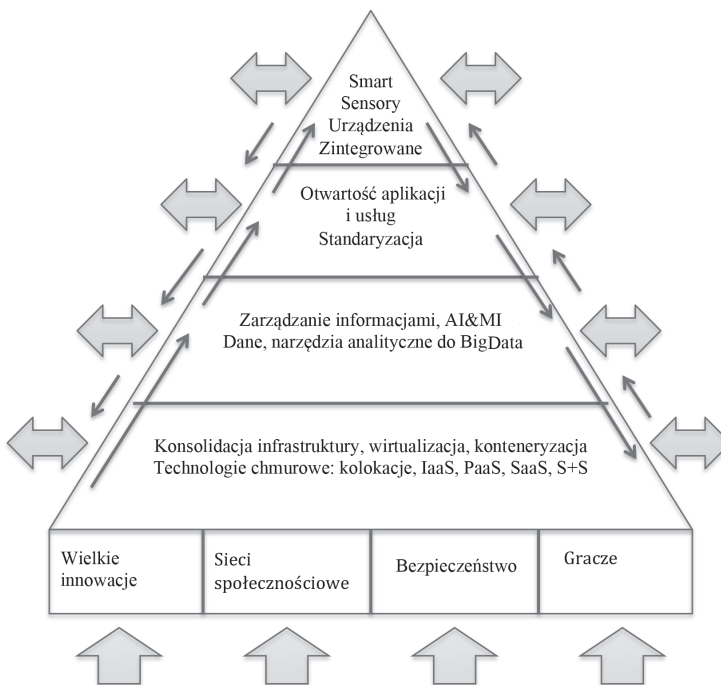 Smart
Sensory
Urządzenia
Zintegrowane
Otwartość aplikacji
i usług
Standaryzacja
Zarządzanie informacjami, AI&MI
Dane, narzędzia analityczne do BigData
Konsolidacja infrastruktury, wirtualizacja, konteneryzacja
Technologie chmurowe: kolokacje, IaaS, PaaS, SaaS, S+S
Wielkie
innowacje
Sieci
społecznościowe
Bezpieczeństwo
Gracze